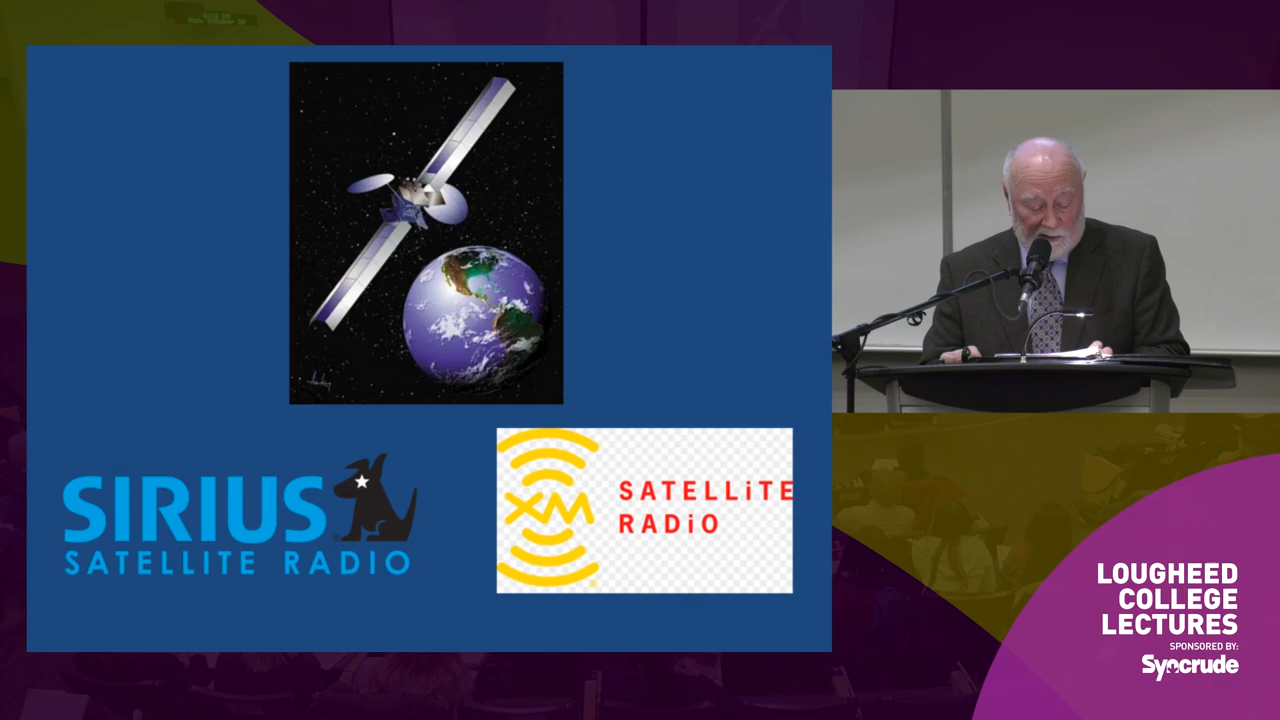 SIRIUS
SATELLITE RADIO
XM
SATELLiTE
RADiO
LOUGHEED
COLLEGE
LECTURES
SPONSORED BY:
Syncrude